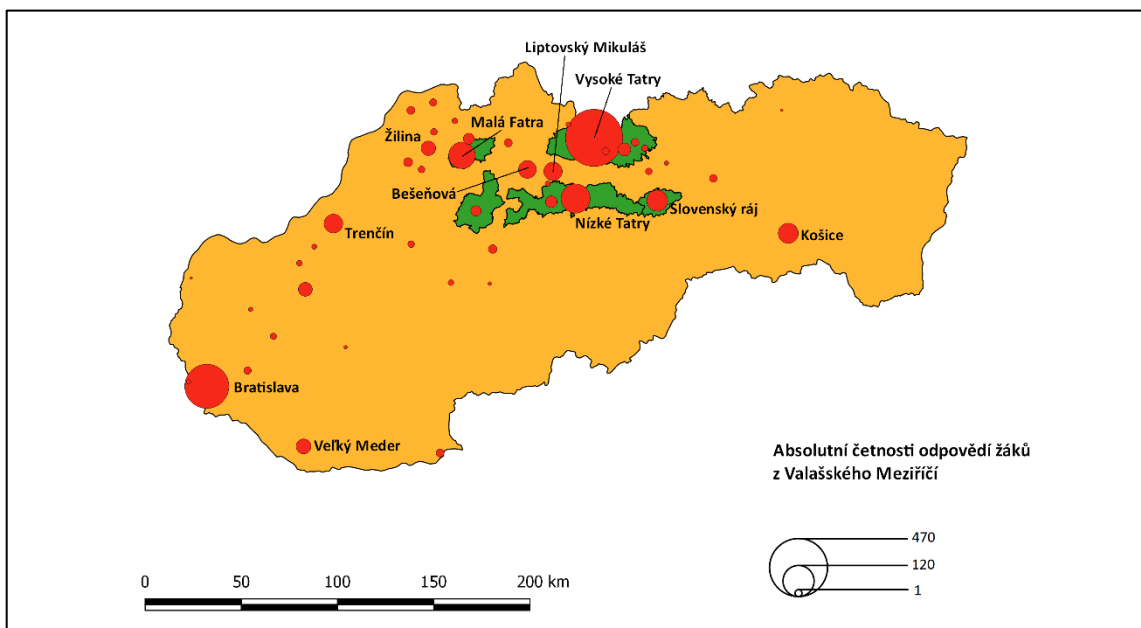 Liptovský Mikuláš
Vysoké Tatry
Malá Fatra
Žilina
Bešeňová
Slovenský ráj
Nízké Tatry
Trenčín
Košice
Bratislava
Veľký Meder
Absolutní četnosti odpovědí žáků
z Valašského Meziříčí
470
120
1
0 50 100 150 200 km